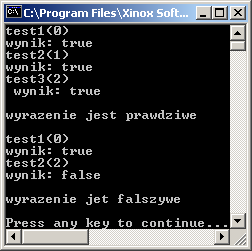 C:\Program Files\Xinox Soft...
test1(0)
wynik: true
test2(1)
wynik: true
test3(2)
 wynik: true
wyrazenie jest prawdziwe
test1(0)
wynik: true
test2(2)
wynik: false
wyrazenie jet falszywe
Press any key to continue...